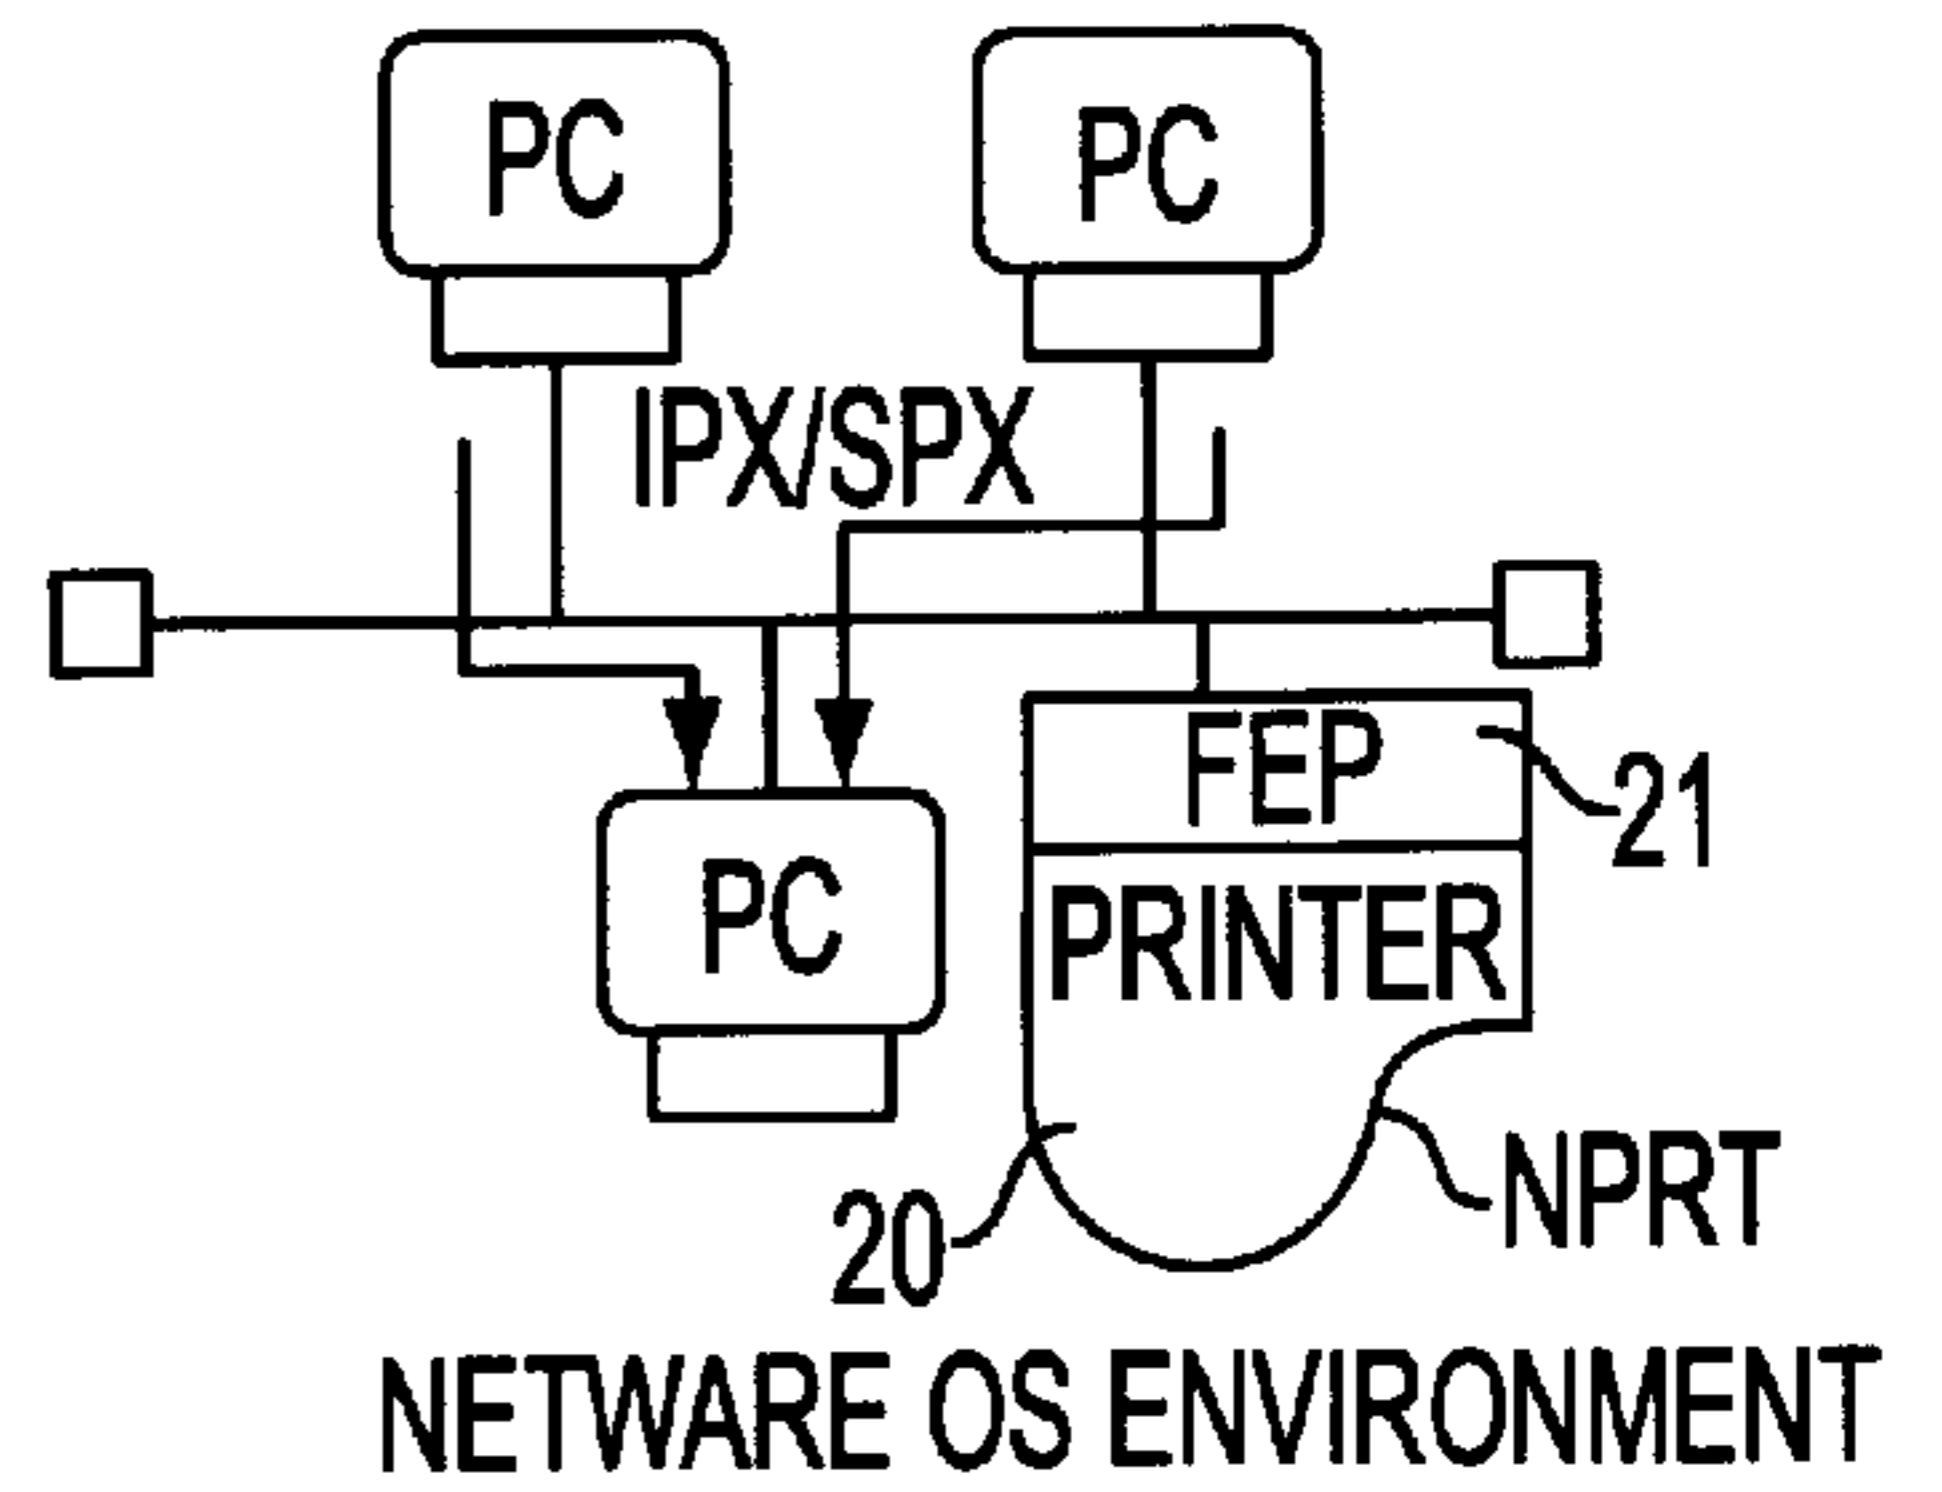 PC
PC
IPX/SPX
FEP
21
PC
PRINTER
20
NPRT
NETWARE OS ENVIRONMENT